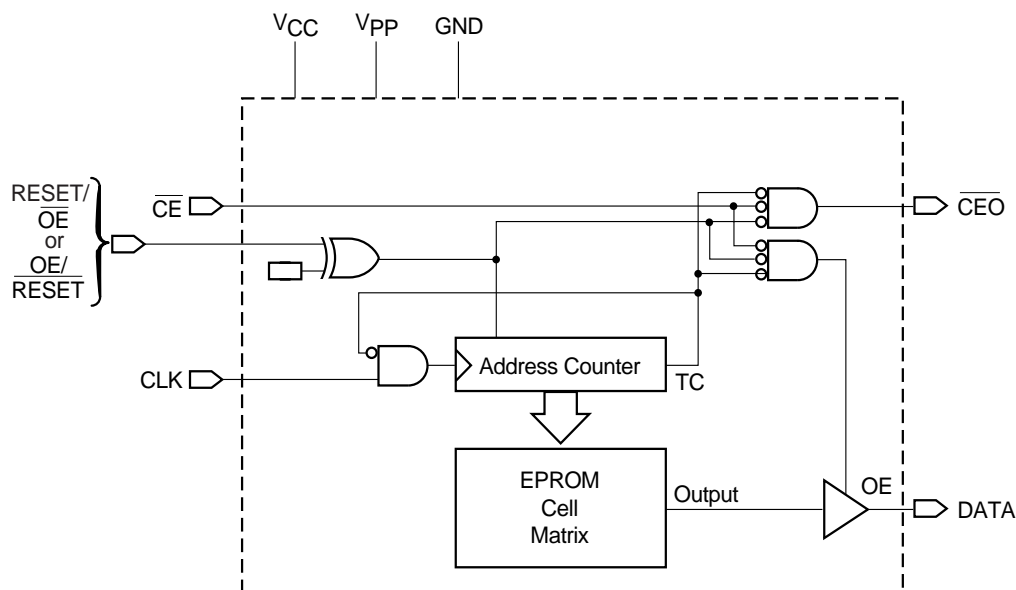 VCC
VPP
GND
RESET/
OE
or
OE/
RESET
CE
CEO
CLK
Address Counter
TC
EPROM
Cell
Matrix
Output
OE
DATA